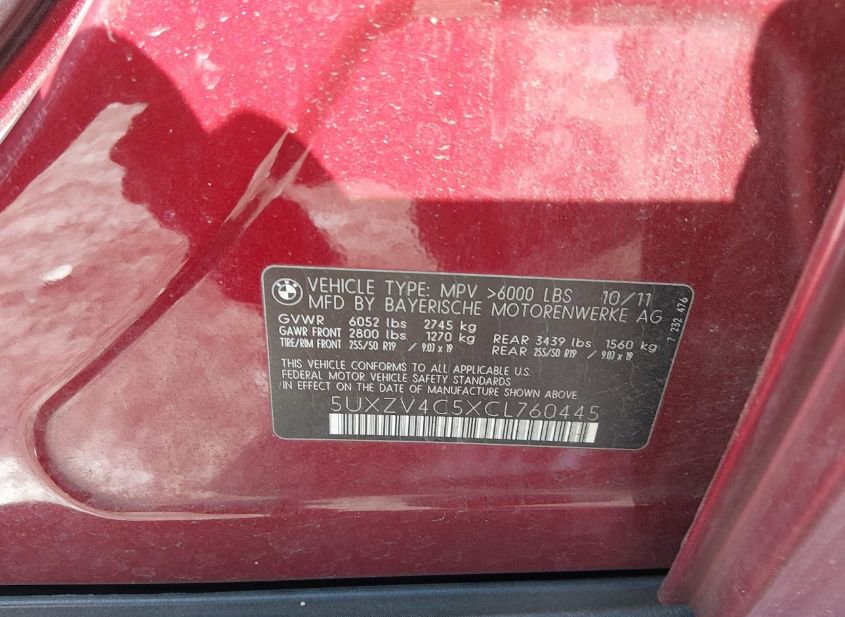 VEHICLE TYPE: MPV >6000 LBS 10/11
MFD BY BAYERISCHE MOTORENWERKE AG
GVWR 6052 lbs 2745 kg
GAWR FRONT 2800 lbs 1270 kg REAR 3439 lbs 1560 kg
TIRE/RIM FRONT 255/50 R19 / 9.0J x 19 REAR 255/50 R19 / 9.0J x 19
THIS VEHICLE CONFORMS TO ALL APPLICABLE U.S.
FEDERAL MOTOR VEHICLE SAFETY STANDARDS
IN EFFECT ON THE DATE OF MANUFACTURE SHOWN ABOVE.
5UXZV4C5XCL760445
7 232 476